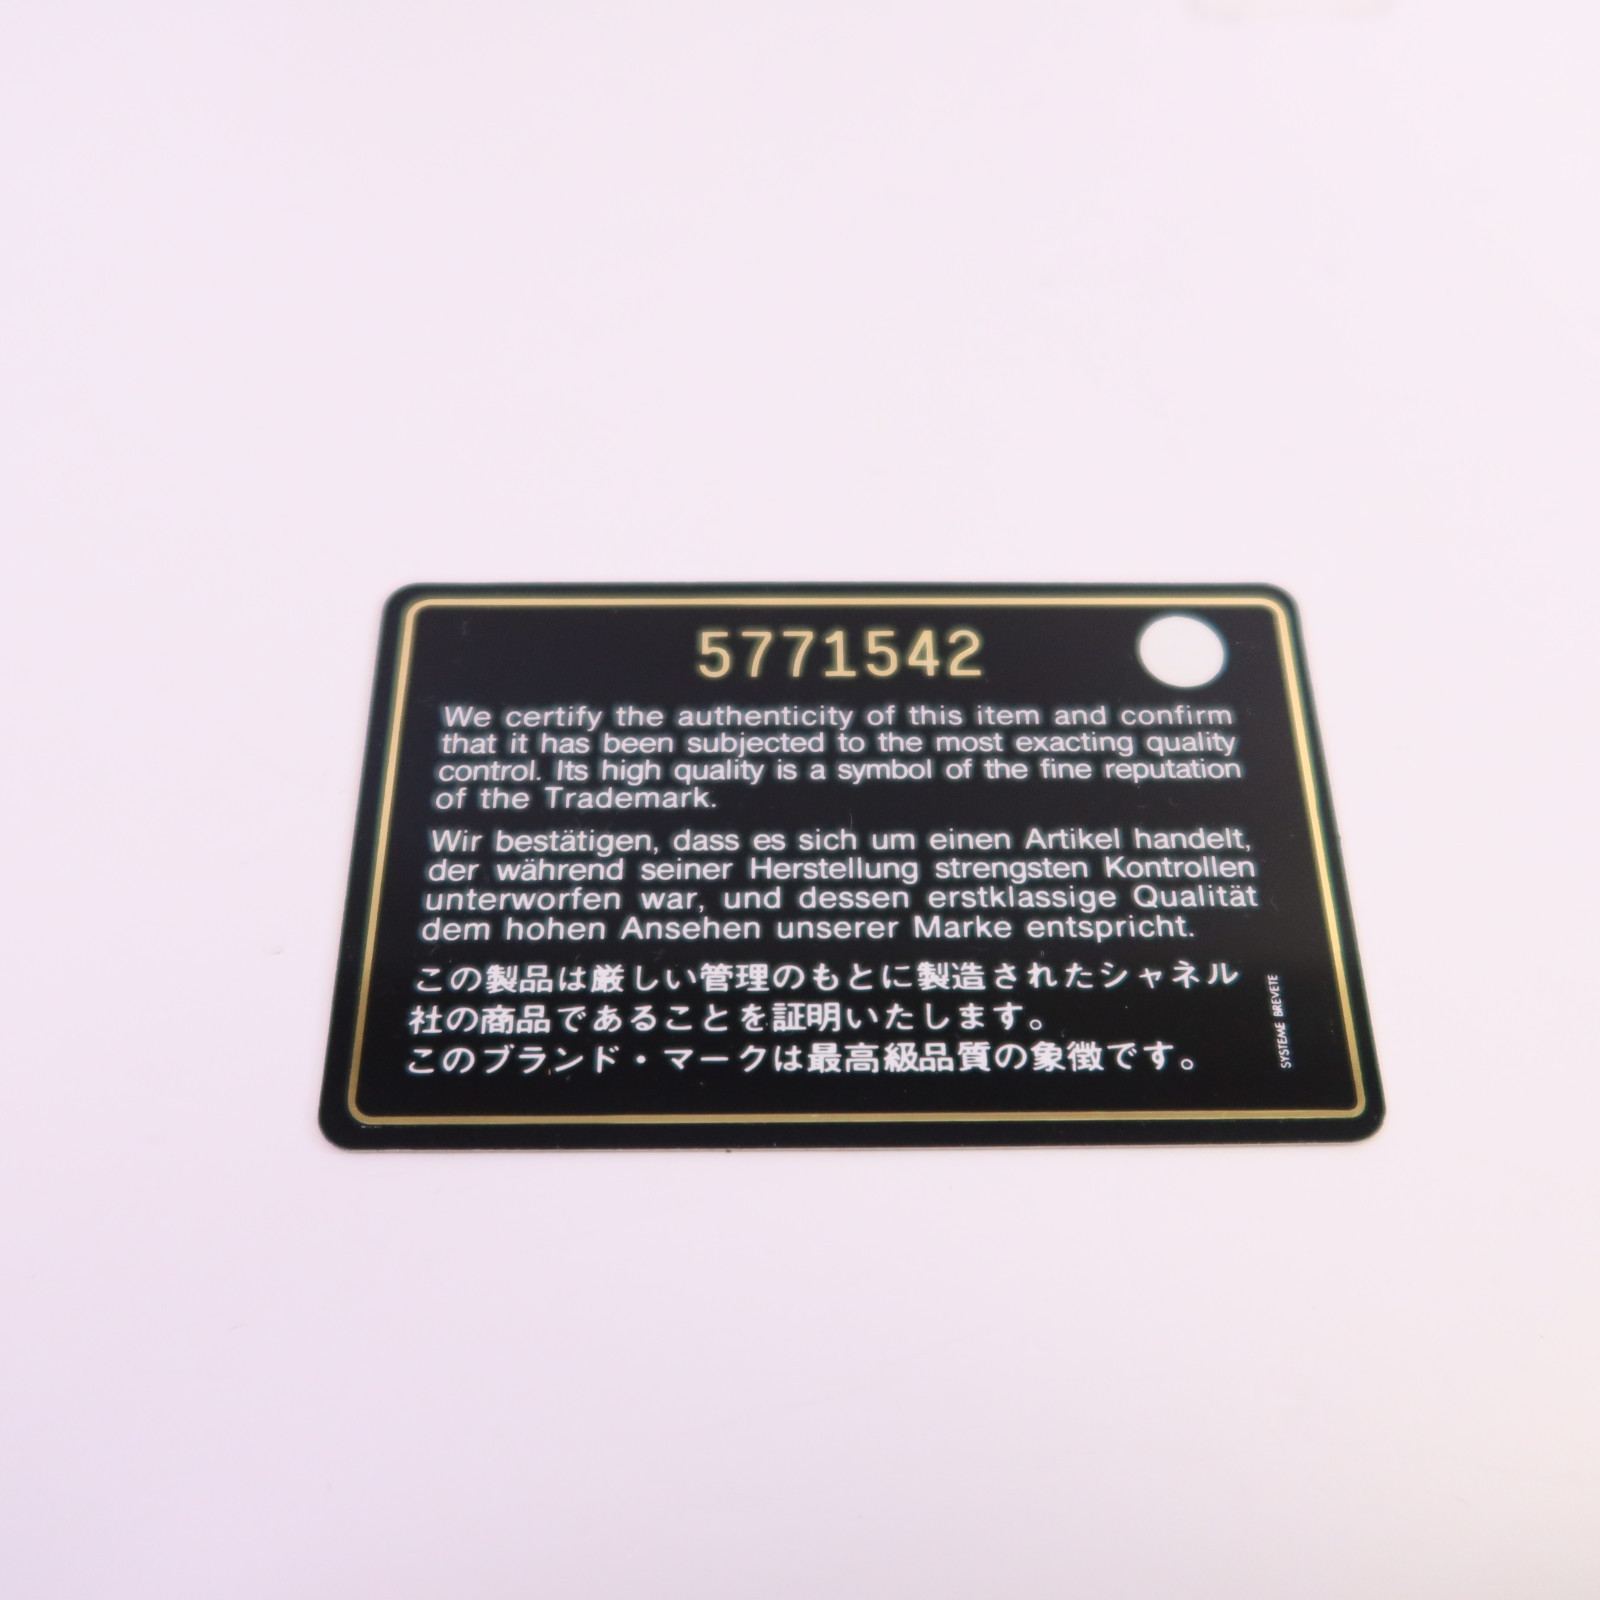 5771542
We certify the authenticity of this item and confirm
that it has been subjected to the most exacting quality
control. Its high quality is a symbol of the fine reputation
of the Trademark.
Wir bestätigen, dass es sich um einen Artikel handelt,
der während seiner Herstellung strengsten Kontrollen
unterworfen war, und dessen erstklassige Qualität
dem hohen Ansehen unserer Marke entspricht.
この製品は厳しい管理のもとに製造されたシャネル
社の商品であることを証明いたします。
このブランド・マークは最高級品質の象徴です。
SYSTEME BREVETE